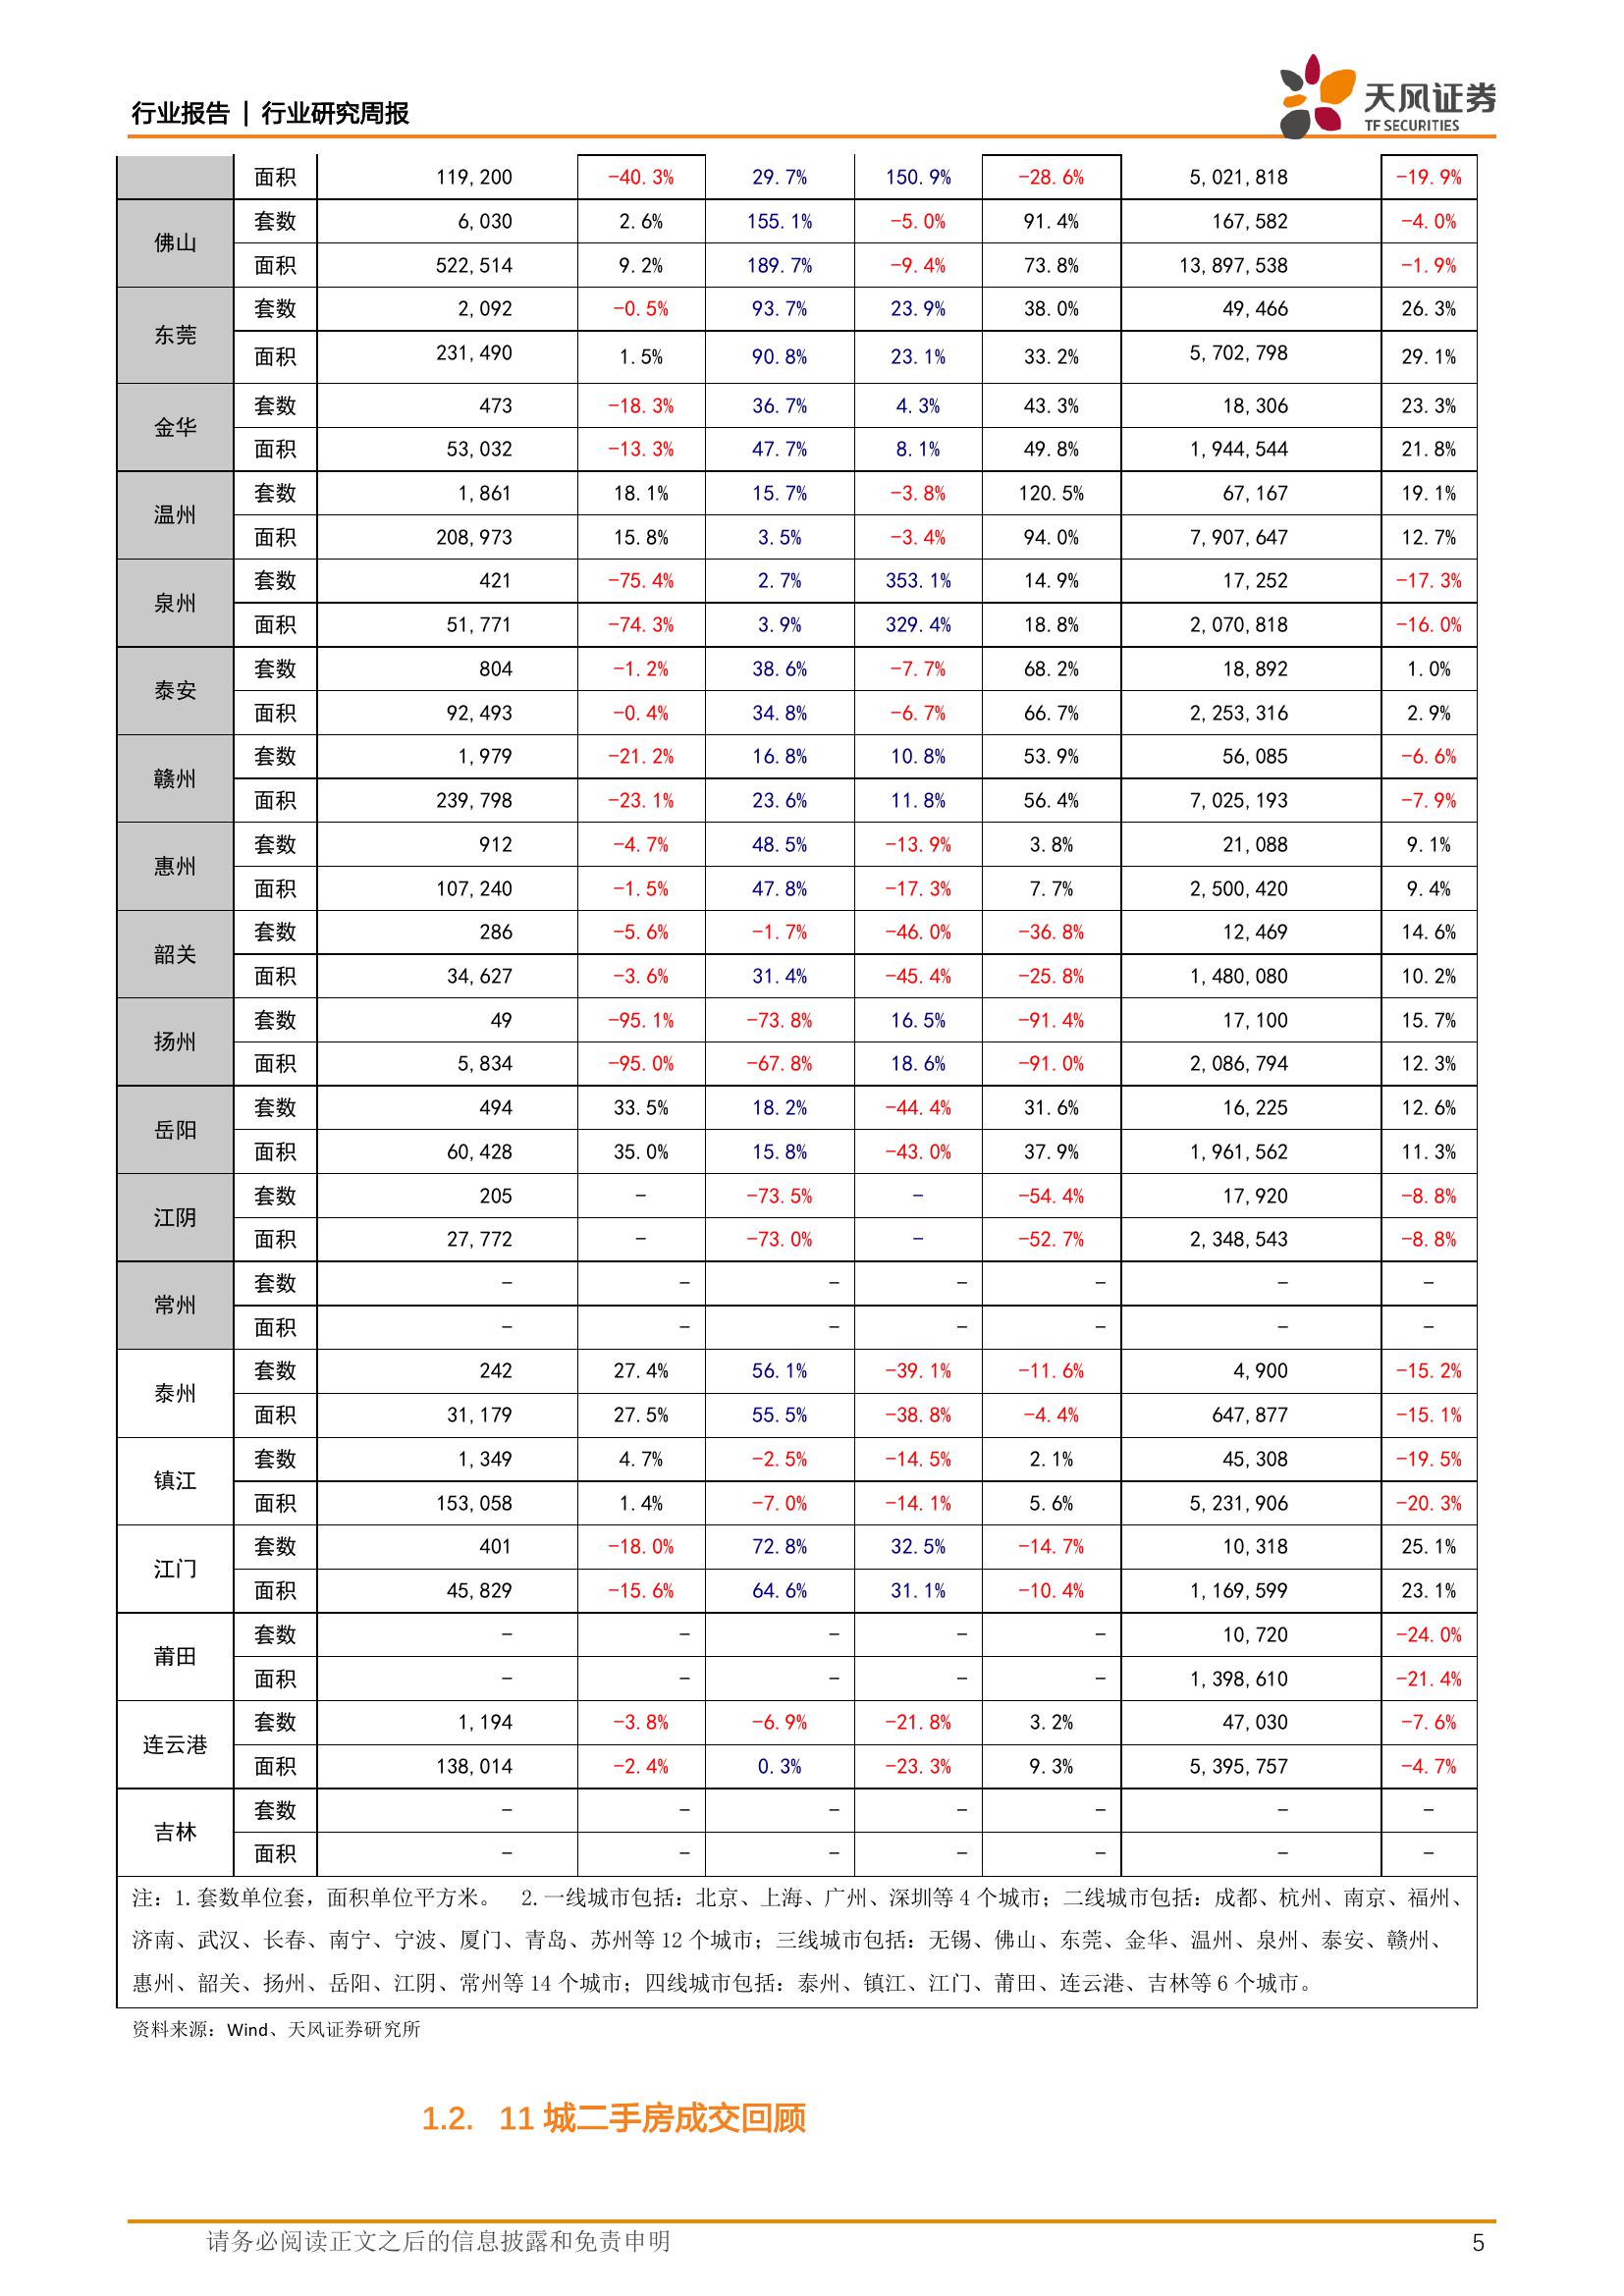 行业报告 | 行业研究周报
天风证券
TF SECURITIES
面积 119,200 -40.3% 29.7% 150.9% -28.6% 5,021,818 -19.9%
佛山
套数 6,030 2.6% 155.1% -5.0% 91.4% 167,582 -4.0%
面积 522,514 9.2% 189.7% -9.4% 73.8% 13,897,538 -1.9%
东莞
套数 2,092 -0.5% 93.7% 23.9% 38.0% 49,466 26.3%
面积 231,490 1.5% 90.8% 23.1% 33.2% 5,702,798 29.1%
金华
套数 473 -18.3% 36.7% 4.3% 43.3% 18,306 23.3%
面积 53,032 -13.3% 47.7% 8.1% 49.8% 1,944,544 21.8%
温州
套数 1,861 18.1% 15.7% -3.8% 120.5% 67,167 19.1%
面积 208,973 15.8% 3.5% -3.4% 94.0% 7,907,647 12.7%
泉州
套数 421 -75.4% 2.7% 353.1% 14.9% 17,252 -17.3%
面积 51,771 -74.3% 3.9% 329.4% 18.8% 2,070,818 -16.0%
泰安
套数 804 -1.2% 38.6% -7.7% 68.2% 18,892 1.0%
面积 92,493 -0.4% 34.8% -6.7% 66.7% 2,253,316 2.9%
赣州
套数 1,979 -21.2% 16.8% 10.8% 53.9% 56,085 -6.6%
面积 239,798 -23.1% 23.6% 11.8% 56.4% 7,025,193 -7.9%
惠州
套数 912 -4.7% 48.5% -13.9% 3.8% 21,088 9.1%
面积 107,240 -1.5% 47.8% -17.3% 7.7% 2,500,420 9.4%
韶关
套数 286 -5.6% -1.7% -46.0% -36.8% 12,469 14.6%
面积 34,627 -3.6% 31.4% -45.4% -25.8% 1,480,080 10.2%
扬州
套数 49 -95.1% -73.8% 16.5% -91.4% 17,100 15.7%
面积 5,834 -95.0% -67.8% 18.6% -91.0% 2,086,794 12.3%
岳阳
套数 494 33.5% 18.2% -44.4% 31.6% 16,225 12.6%
面积 60,428 35.0% 15.8% -43.0% 37.9% 1,961,562 11.3%
江阴
套数 205 - -73.5% - -54.4% 17,920 -8.8%
面积 27,772 - -73.0% - -52.7% 2,348,543 -8.8%
常州
套数 - - - - - - -
面积 - - - - - - -
泰州
套数 242 27.4% 56.1% -39.1% -11.6% 4,900 -15.2%
面积 31,179 27.5% 55.5% -38.8% -4.4% 647,877 -15.1%
镇江
套数 1,349 4.7% -2.5% -14.5% 2.1% 45,308 -19.5%
面积 153,058 1.4% -7.0% -14.1% 5.6% 5,231,906 -20.3%
江门
套数 401 -18.0% 72.8% 32.5% -14.7% 10,318 25.1%
面积 45,829 -15.6% 64.6% 31.1% -10.4% 1,169,599 23.1%
莆田
套数 - - - - - 10,720 -24.0%
面积 - - - - - 1,398,610 -21.4%
连云港
套数 1,194 -3.8% -6.9% -21.8% 3.2% 47,030 -7.6%
面积 138,014 -2.4% 0.3% -23.3% 9.3% 5,395,757 -4.7%
吉林
套数 - - - - - - -
面积 - - - - - - -
注：1.套数单位套，面积单位平方米。 2.一线城市包括：北京、上海、广州、深圳等 4 个城市；二线城市包括：成都、杭州、南京、福州、
济南、武汉、长春、南宁、宁波、厦门、青岛、苏州等 12 个城市；三线城市包括：无锡、佛山、东莞、金华、温州、泉州、泰安、赣州、
惠州、韶关、扬州、岳阳、江阴、常州等 14 个城市；四线城市包括：泰州、镇江、江门、莆田、连云港、吉林等 6 个城市。
资料来源：Wind、天风证券研究所
1.2. 11 城二手房成交回顾
请务必阅读正文之后的信息披露和免责申明 5